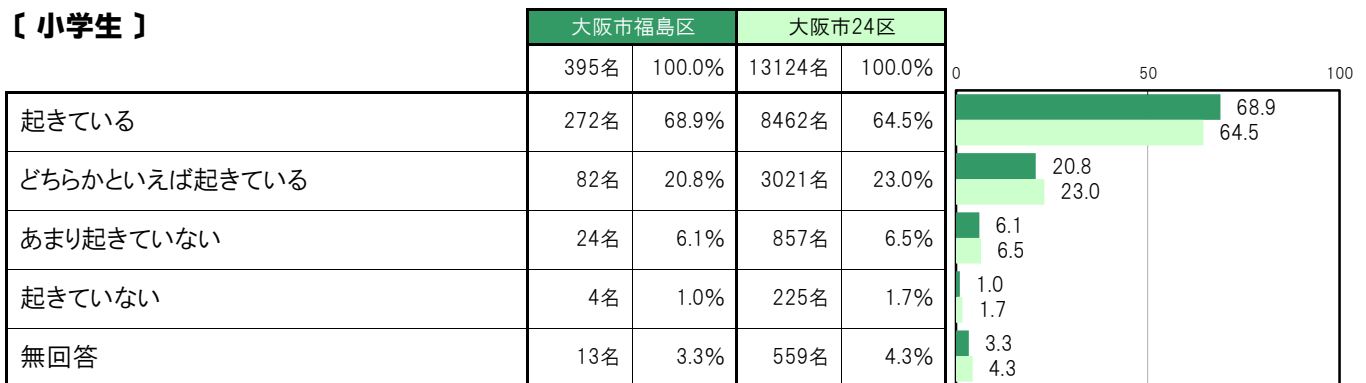 〔 小学生 〕
大阪市福島区 大阪市24区
395名 100.0% 13124名 100.0%
0 50 100
起きている 272名 68.9% 8462名 64.5%
68.9
64.5
どちらかといえば起きている 82名 20.8% 3021名 23.0%
20.8
23.0
あまり起きていない 24名 6.1% 857名 6.5%
6.1
6.5
起きていない 4名 1.0% 225名 1.7%
1.0
1.7
無回答 13名 3.3% 559名 4.3%
3.3
4.3